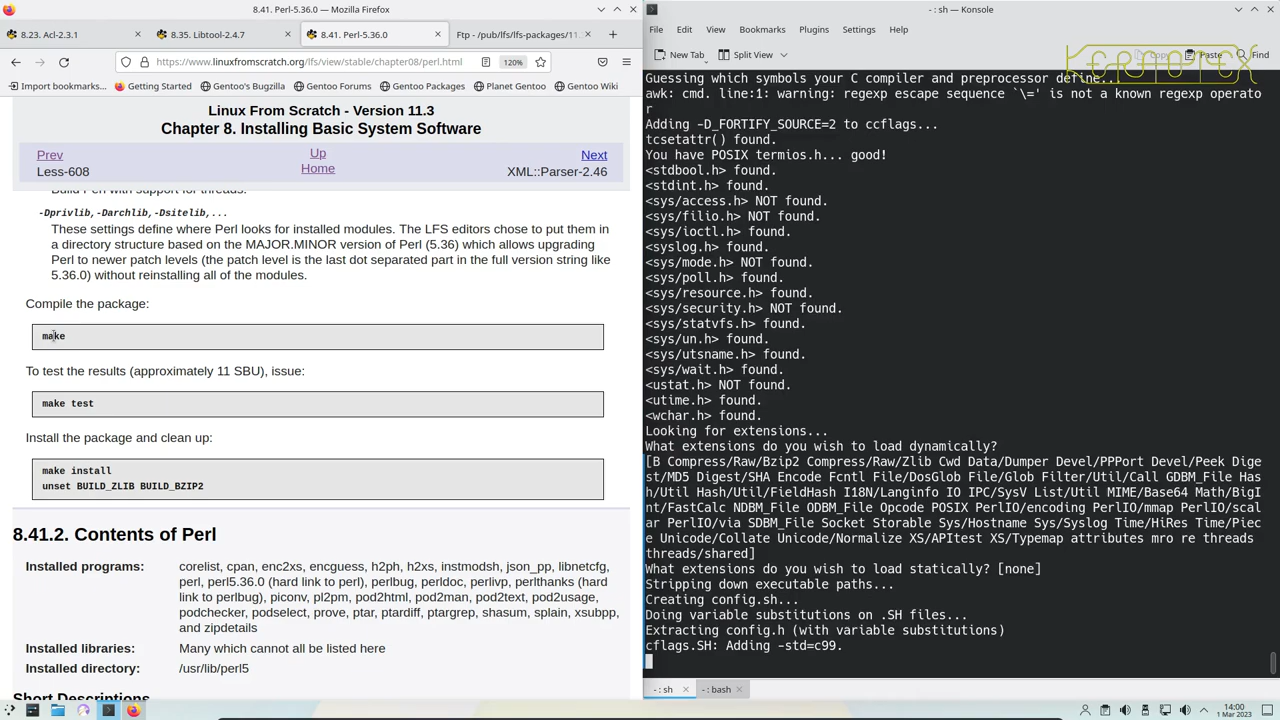 8.41. Perl-5.36.0 — Mozilla Firefox
8.23. Acl-2.3.1
8.35. Libtool-2.4.7
8.41. Perl-5.36.0
Ftp - /pub/lfs/lfs-packages/11.
https://www.linuxfromscratch.org/lfs/view/stable/chapter08/perl.html
120%
Import bookmarks...
Getting Started
Gentoo's Bugzilla
Gentoo Forums
Gentoo Packages
Planet Gentoo
Gentoo Wiki
Linux From Scratch - Version 11.3
Chapter 8. Installing Basic System Software
Prev
Up
Next
Less-608
Home
XML::Parser-2.46
Build Perl with support for threads.
-Dprivlib,-Darchlib,-Dsitelib,...
These settings define where Perl looks for installed modules. The LFS editors chose to put them in
a directory structure based on the MAJOR.MINOR version of Perl (5.36) which allows upgrading
Perl to newer patch levels (the patch level is the last dot separated part in the full version string like
5.36.0) without reinstalling all of the modules.
Compile the package:
make
To test the results (approximately 11 SBU), issue:
make test
Install the package and clean up:
make install
unset BUILD_ZLIB BUILD_BZIP2
8.41.2. Contents of Perl
Installed programs:
corelist, cpan, enc2xs, encguess, h2ph, h2xs, instmodsh, json_pp, libnetcfg,
perl, perl5.36.0 (hard link to perl), perlbug, perldoc, perlivp, perlthanks (hard
link to perlbug), piconv, pl2pm, pod2html, pod2man, pod2text, pod2usage,
podchecker, podselect, prove, ptar, ptardiff, ptargrep, shasum, splain, xsubpp,
and zipdetails
Installed libraries:
Many which cannot all be listed here
Installed directory:
/usr/lib/perl5
Short Descriptions
- : sh — Konsole
File
Edit
View
Bookmarks
Plugins
Settings
Help
New Tab
Split View
Copy
Paste
Find
Guessing which symbols your C compiler and preprocessor define...
awk: cmd. line:1: warning: regexp escape sequence `\=' is not a known regexp operato
r
Adding -D_FORTIFY_SOURCE=2 to ccflags...
tcsetattr() found.
You have POSIX termios.h... good!
<stdbool.h> found.
<stdint.h> found.
<sys/access.h> NOT found.
<sys/filio.h> NOT found.
<sys/ioctl.h> found.
<syslog.h> found.
<sys/mode.h> NOT found.
<sys/poll.h> found.
<sys/resource.h> found.
<sys/security.h> NOT found.
<sys/statvfs.h> found.
<sys/un.h> found.
<sys/utsname.h> found.
<sys/wait.h> found.
<ustat.h> NOT found.
<utime.h> found.
<wchar.h> found.
Looking for extensions...
What extensions do you wish to load dynamically?
[B Compress/Raw/Bzip2 Compress/Raw/Zlib Cwd Data/Dumper Devel/PPPort Devel/Peek Dige
st/MD5 Digest/SHA Encode Fcntl File/DosGlob File/Glob Filter/Util/Call GDBM_File Has
h/Util Hash/Util/FieldHash I18N/Langinfo IO IPC/SysV List/Util MIME/Base64 Math/BigI
nt/FastCalc NDBM_File ODBM_File Opcode POSIX PerlIO/encoding PerlIO/mmap PerlIO/scal
ar PerlIO/via SDBM_File Socket Storable Sys/Hostname Sys/Syslog Time/HiRes Time/Piec
e Unicode/Collate Unicode/Normalize XS/APItest XS/Typemap attributes mro re threads
threads/shared]
What extensions do you wish to load statically? [none]
Stripping down executable paths...
Creating config.sh...
Doing variable substitutions on .SH files...
Extracting config.h (with variable substitutions)
cflags.SH: Adding -std=c99.
- : sh
- : bash
14:00
1 Mar 2023